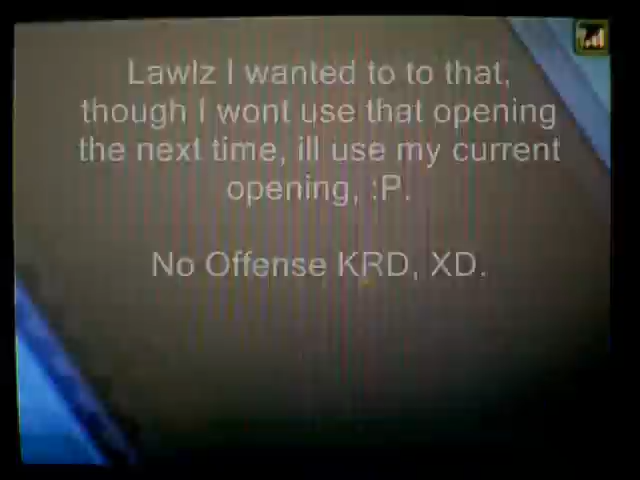 Lawlz I wanted to to that,
though I wont use that opening
the next time, ill use my current
opening, :P.
No Offense KRD, XD.